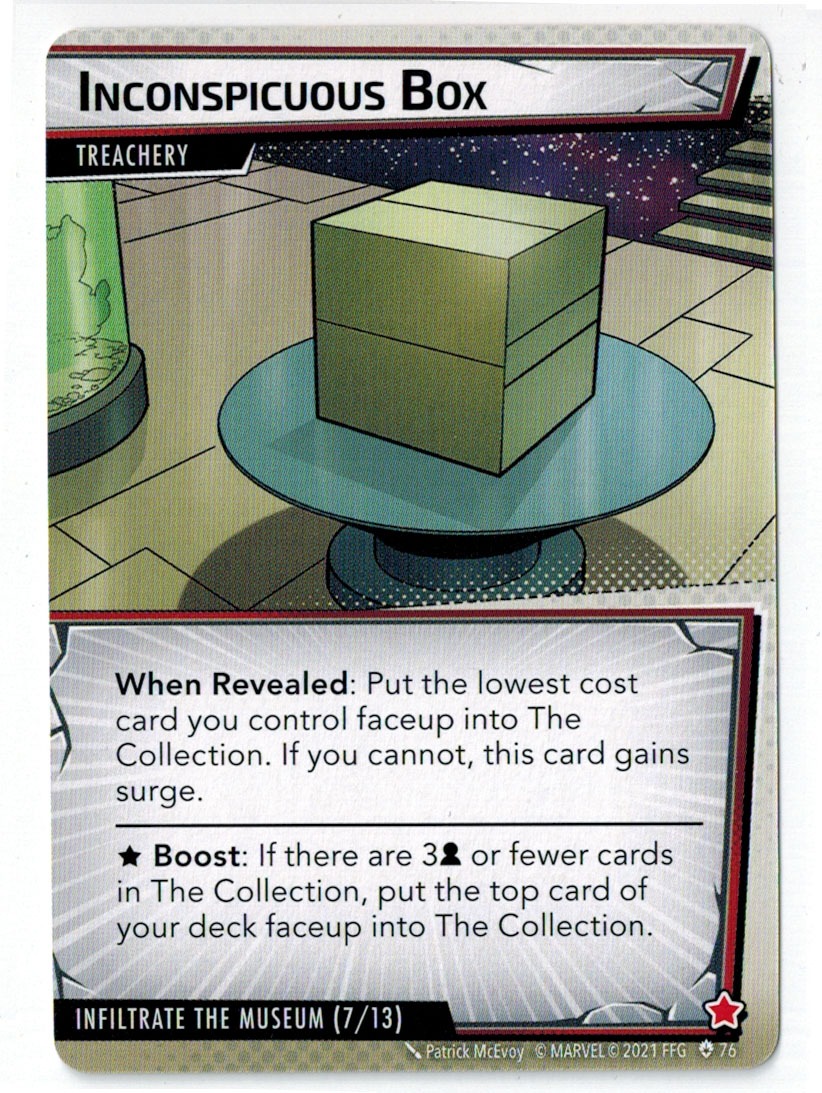 INCONSPICUOUS BOX
TREACHERY
When Revealed: Put the lowest cost
card you control faceup into The
Collection. If you cannot, this card gains
surge.
★ Boost: If there are 3👤 or fewer cards
in The Collection, put the top card of
your deck faceup into The Collection.
INFILTRATE THE MUSEUM (7/13)
Patrick McEvoy © MARVEL © 2021 FFG 76